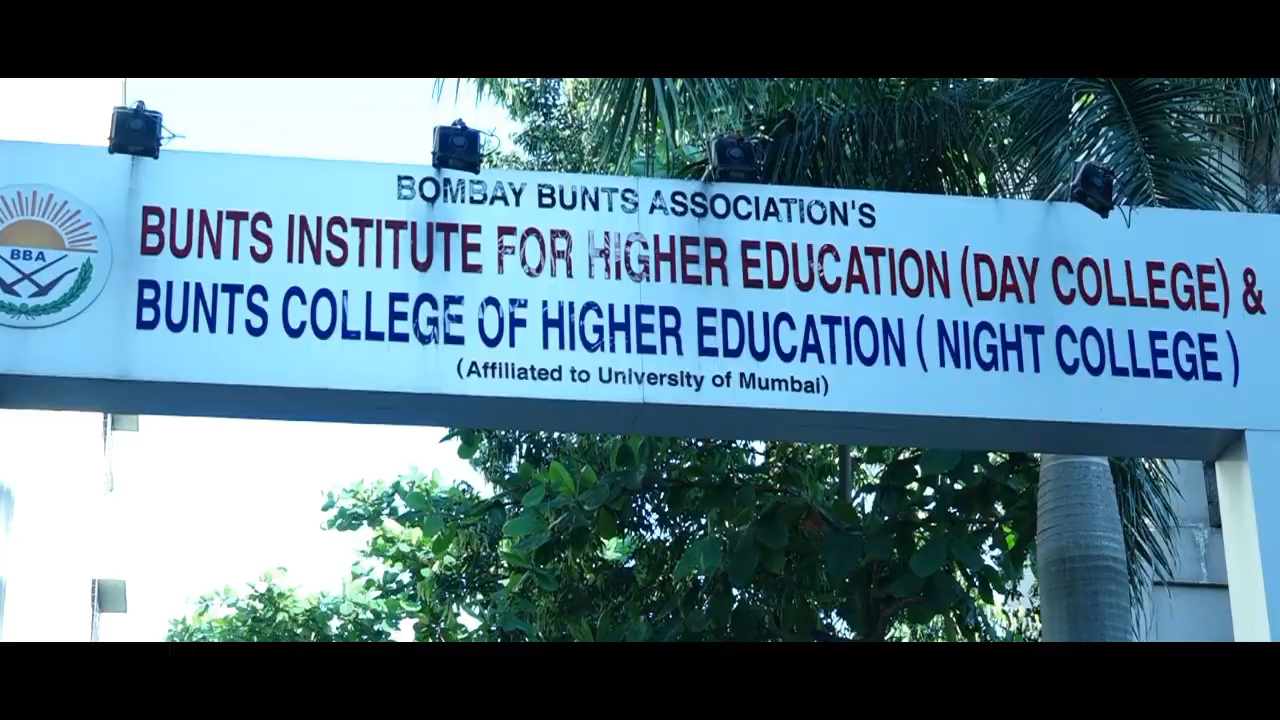 BOMBAY BUNTS ASSOCIATION'S
BUNTS INSTITUTE FOR HIGHER EDUCATION (DAY COLLEGE) &
BUNTS COLLEGE OF HIGHER EDUCATION ( NIGHT COLLEGE )
(Affiliated to University of Mumbai)
BBA